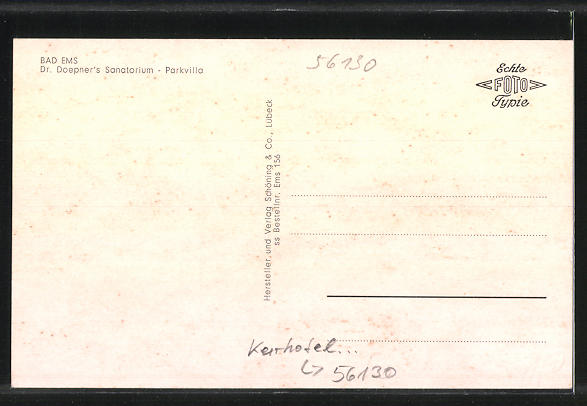 BAD EMS
Dr. Doepner's Sanatorium - Parkvilla
56130
Echte
FOTO
Typie
Hersteller und Verlag Schöning & Co., Lübeck
ss Bestellnr. Ems 156
Kurhotel...
↳ 56130